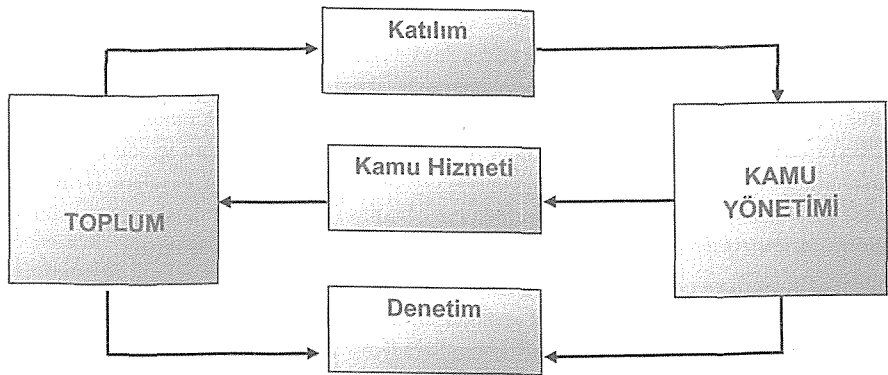 Katılım
Kamu Hizmeti
TOPLUM
KAMU
YÖNETİMİ
Denetim